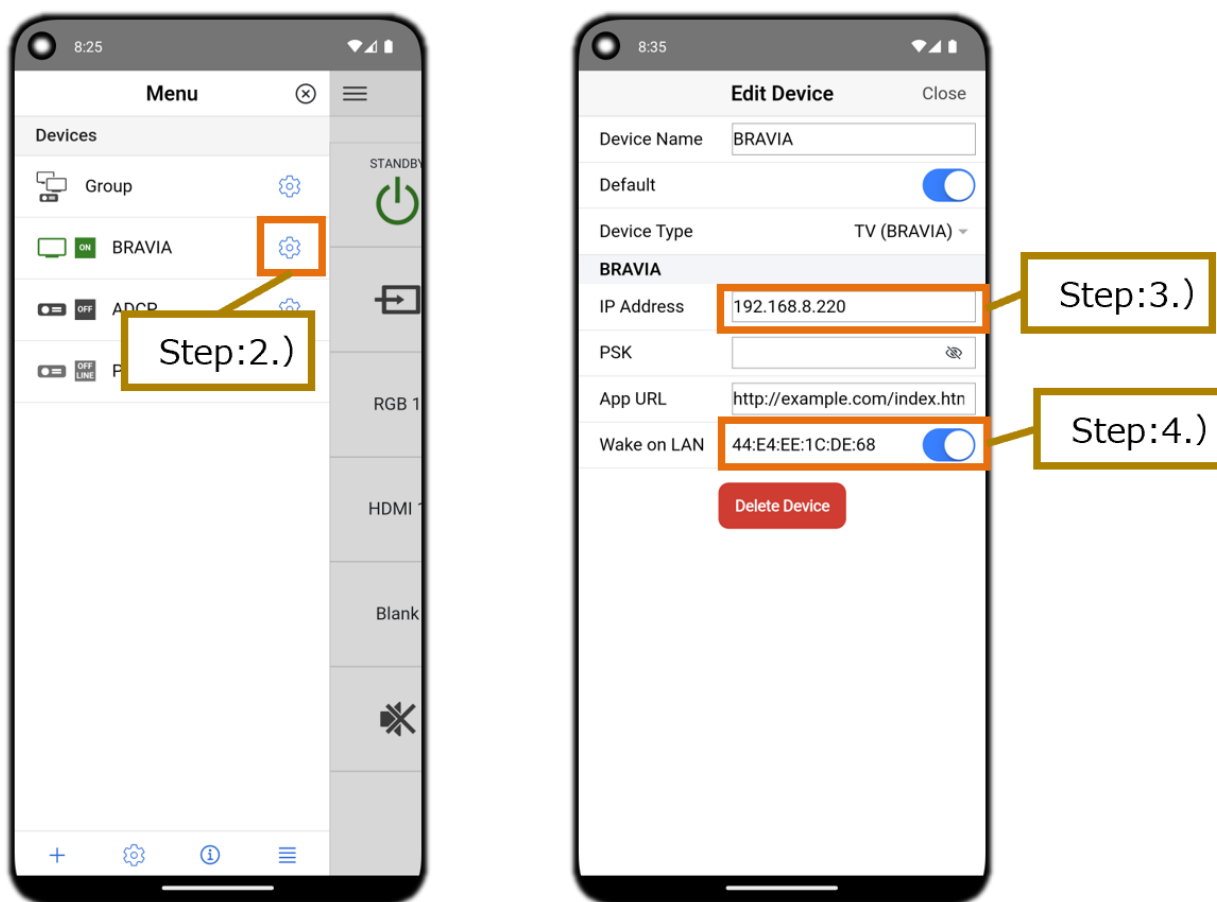 8:25
Menu
Devices
Group
ON BRAVIA
OFF ADCP
OFF
LINE
P
Step:2.)
STANDBY
RGB 1
HDMI 1
Blank
8:35
Edit Device Close
Device Name BRAVIA
Default
Device Type TV (BRAVIA)
BRAVIA
IP Address 192.168.8.220
PSK
App URL http://example.com/index.htn
Wake on LAN 44:E4:EE:1C:DE:68
Delete Device
Step:3.)
Step:4.)